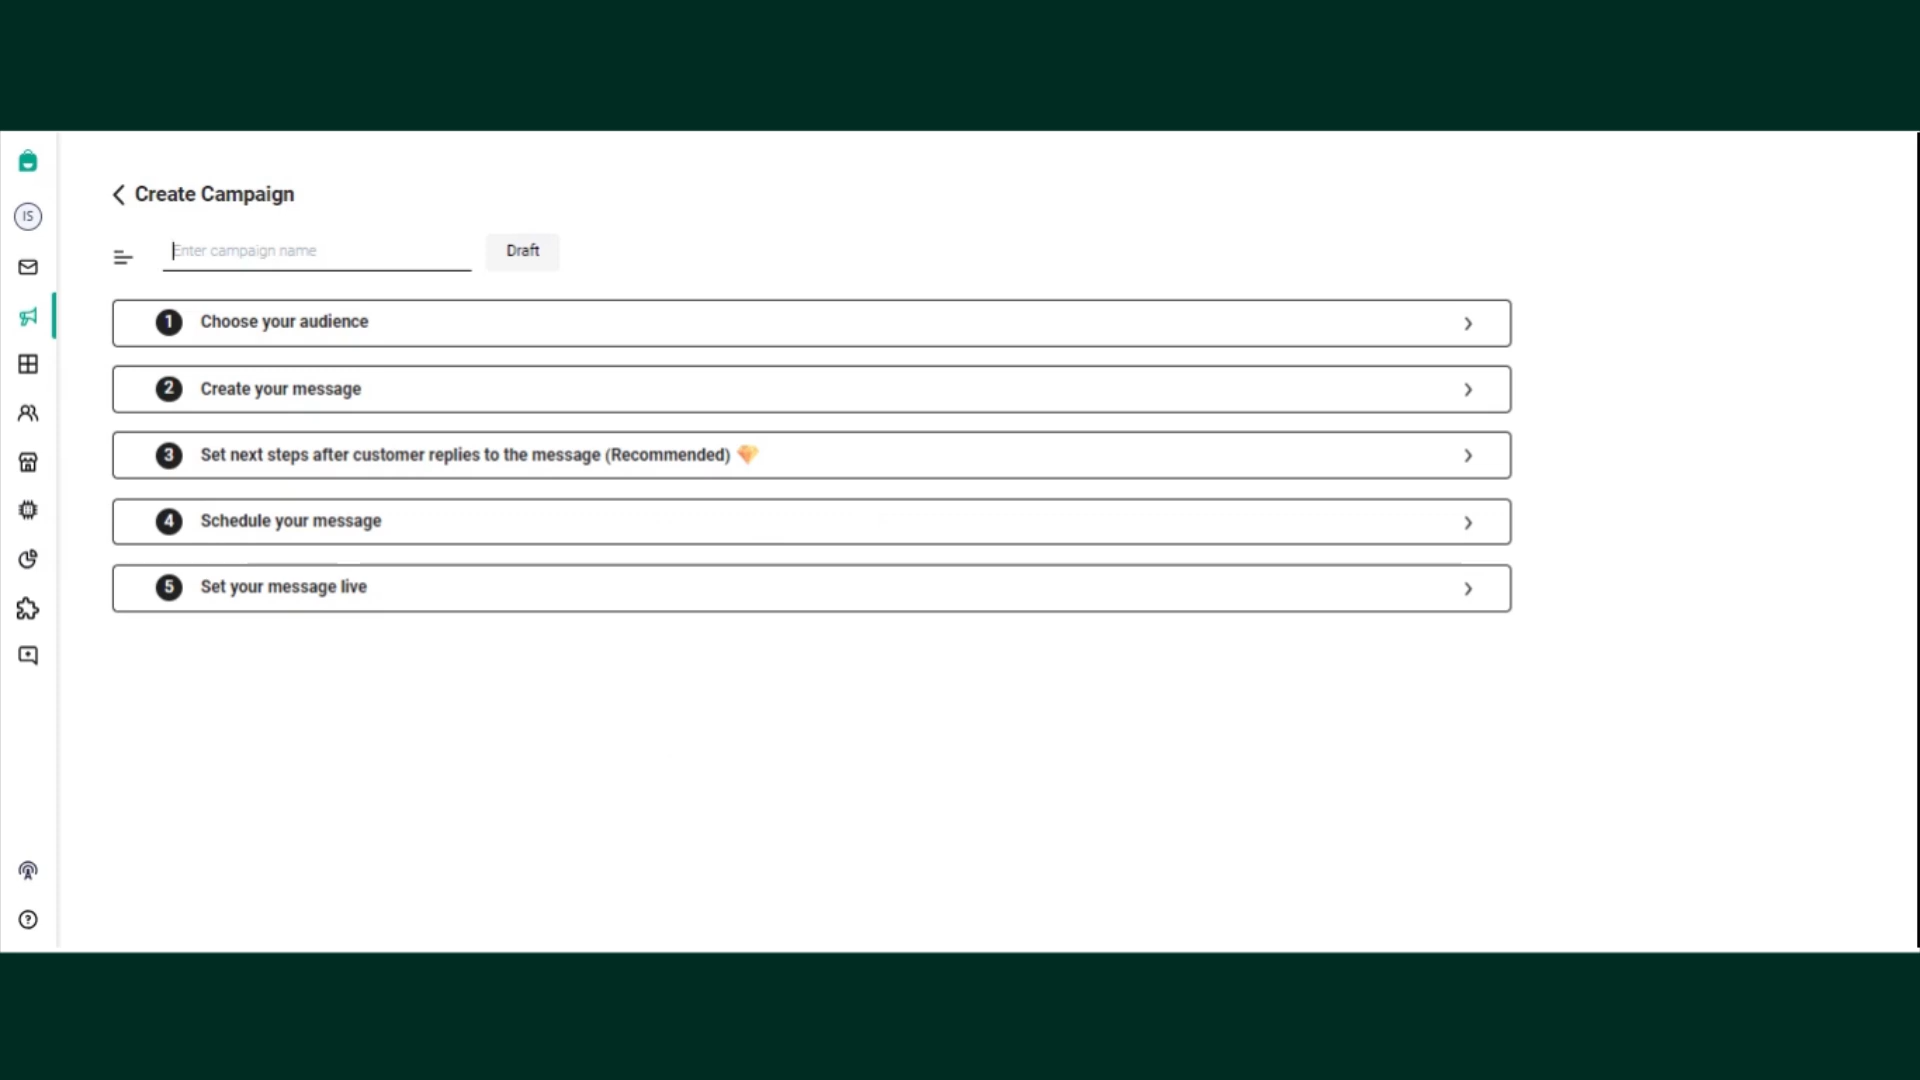 IS
Create Campaign
Enter campaign name
Draft
1 Choose your audience
2 Create your message
3 Set next steps after customer replies to the message (Recommended)
4 Schedule your message
5 Set your message live